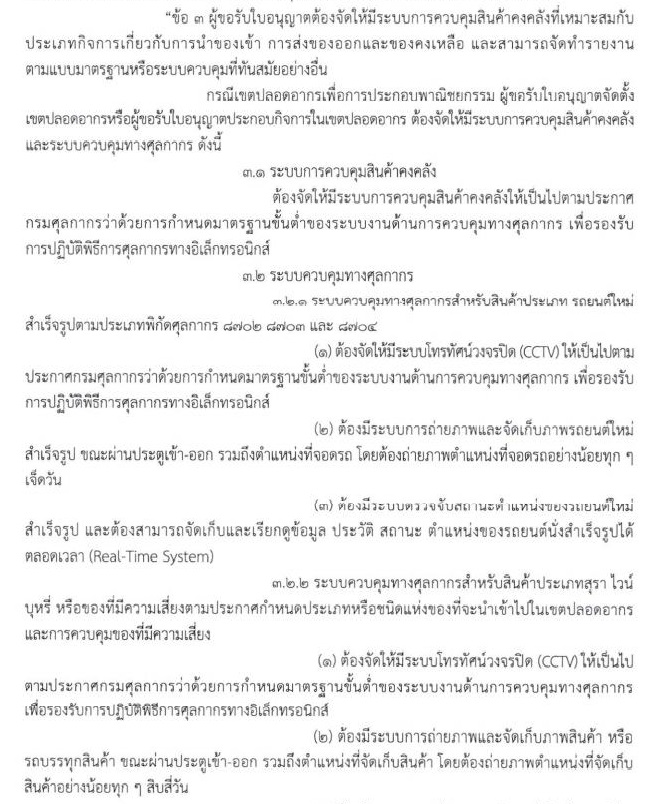 “ข้อ ๓ ผู้ขอรับใบอนุญาตต้องจัดให้มีระบบการควบคุมสินค้าคงคลังที่เหมาะสมกับ
ประเภทกิจการเกี่ยวกับการนำของเข้า การส่งของออกและของคงเหลือ และสามารถจัดทำรายงาน
ตามแบบมาตรฐานหรือระบบควบคุมที่ทันสมัยอย่างอื่น
กรณีเขตปลอดอากรเพื่อการประกอบพาณิชยกรรม ผู้ขอรับใบอนุญาตจัดตั้ง
เขตปลอดอากรหรือผู้ขอรับใบอนุญาตประกอบกิจการในเขตปลอดอากร ต้องจัดให้มีระบบการควบคุมสินค้าคงคลัง
และระบบควบคุมทางศุลกากร ดังนี้
๓.๑ ระบบการควบคุมสินค้าคงคลัง
ต้องจัดให้มีระบบการควบคุมสินค้าคงคลังให้เป็นไปตามประกาศ
กรมศุลกากรว่าด้วยการกำหนดมาตรฐานขั้นต่ำของระบบงานด้านการควบคุมทางศุลกากร เพื่อรองรับ
การปฏิบัติพิธีการศุลกากรทางอิเล็กทรอนิกส์
๓.๒ ระบบควบคุมทางศุลกากร
๓.๒.๑ ระบบควบคุมทางศุลกากรสำหรับสินค้าประเภท รถยนต์ใหม่
สำเร็จรูปตามประเภทพิกัดศุลกากร ๘๗๐๒ ๘๗๐๓ และ ๘๗๐๔
(๑) ต้องจัดให้มีระบบโทรทัศน์วงจรปิด (CCTV) ให้เป็นไปตาม
ประกาศกรมศุลกากรว่าด้วยการกำหนดมาตรฐานขั้นต่ำของระบบงานด้านการควบคุมทางศุลกากร เพื่อรองรับ
การปฏิบัติพิธีการศุลกากรทางอิเล็กทรอนิกส์
(๒) ต้องมีระบบการถ่ายภาพและจัดเก็บภาพรถยนต์ใหม่
สำเร็จรูป ขณะผ่านประตูเข้า-ออก รวมถึงตำแหน่งที่จอดรถ โดยต้องถ่ายภาพตำแหน่งที่จอดรถอย่างน้อยทุก ๆ
เจ็ดวัน
(๓) ต้องมีระบบตรวจจับสถานะตำแหน่งของรถยนต์ใหม่
สำเร็จรูป และต้องสามารถจัดเก็บและเรียกดูข้อมูล ประวัติ สถานะ ตำแหน่งของรถยนต์นั่งสำเร็จรูปได้
ตลอดเวลา (Real-Time System)
๓.๒.๒ ระบบควบคุมทางศุลกากรสำหรับสินค้าประเภทสุรา ไวน์
บุหรี่ หรือของที่มีความเสี่ยงตามประกาศกำหนดประเภทหรือชนิดแห่งของที่จะนำเข้าไปในเขตปลอดอากร
และการควบคุมของที่มีความเสี่ยง
(๑) ต้องจัดให้มีระบบโทรทัศน์วงจรปิด (CCTV) ให้เป็นไป
ตามประกาศกรมศุลกากรว่าด้วยการกำหนดมาตรฐานขั้นต่ำของระบบงานด้านการควบคุมทางศุลกากร
เพื่อรองรับการปฏิบัติพิธีการศุลกากรทางอิเล็กทรอนิกส์
(๒) ต้องมีระบบการถ่ายภาพและจัดเก็บภาพสินค้า หรือ
รถบรรทุกสินค้า ขณะผ่านประตูเข้า-ออก รวมถึงตำแหน่งที่จัดเก็บสินค้า โดยต้องถ่ายภาพตำแหน่งที่จัดเก็บ
สินค้าอย่างน้อยทุก ๆ สิบสี่วัน